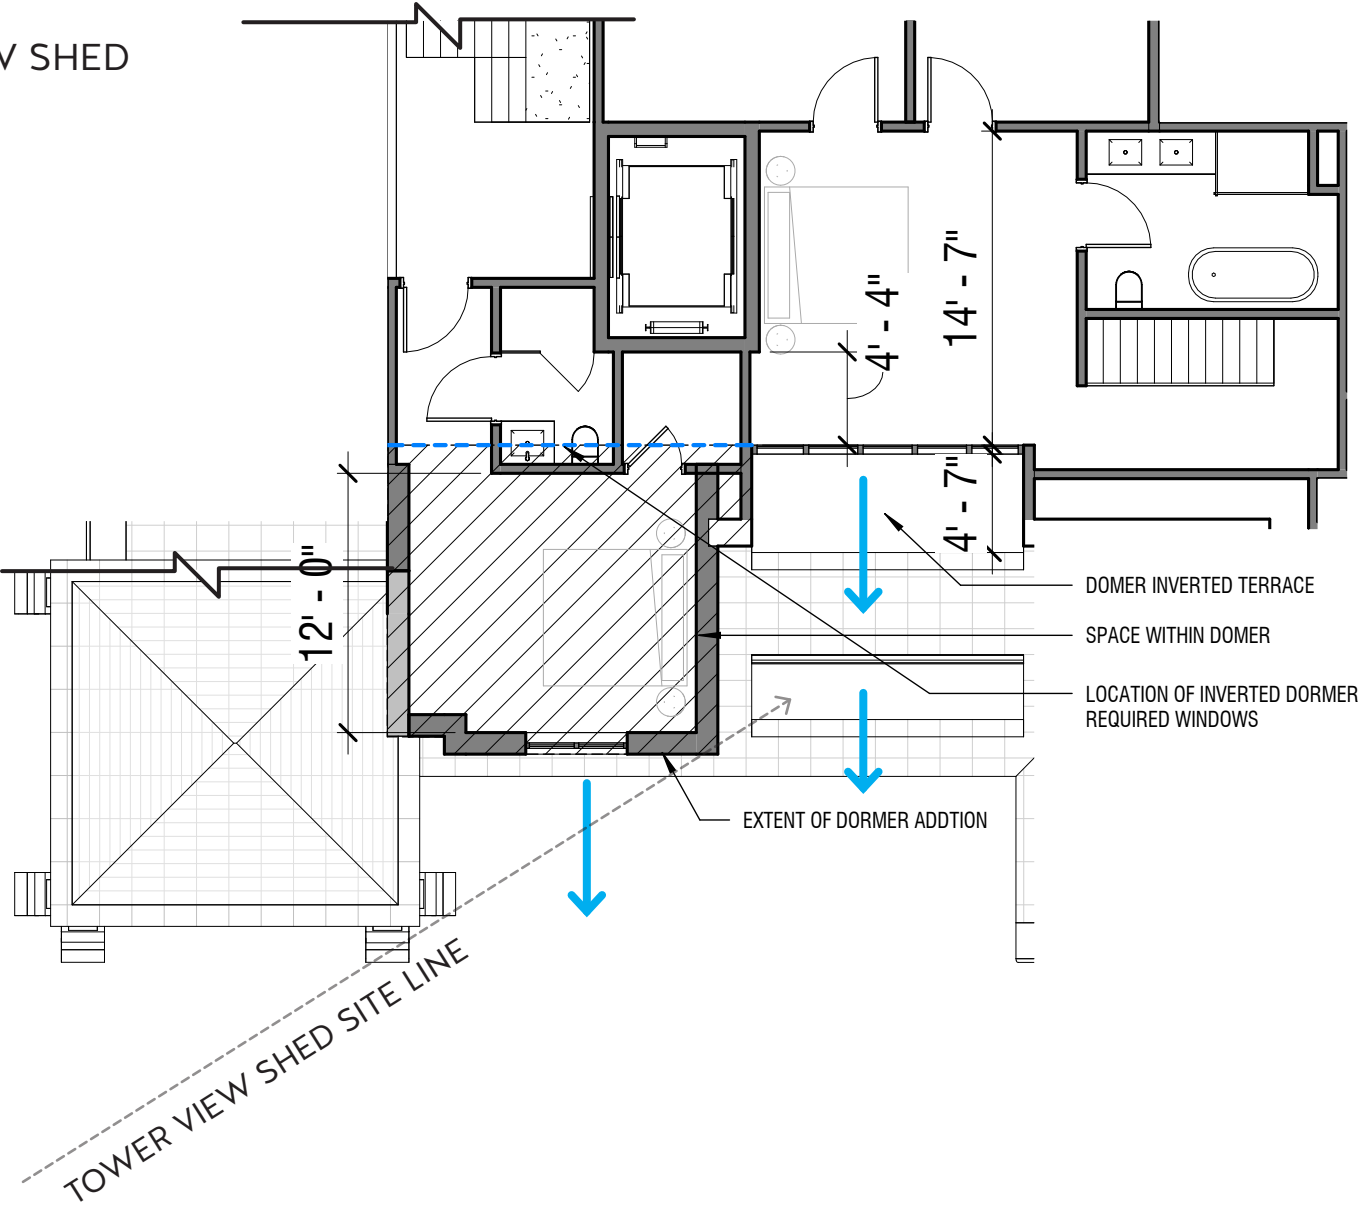 SHED
4' - 4"
14' - 7"
4' - 7"
12' - 0"
DOMER INVERTED TERRACE
SPACE WITHIN DOMER
LOCATION OF INVERTED DORMER
REQUIRED WINDOWS
EXTENT OF DORMER ADDTION
TOWER VIEW SHED SITE LINE